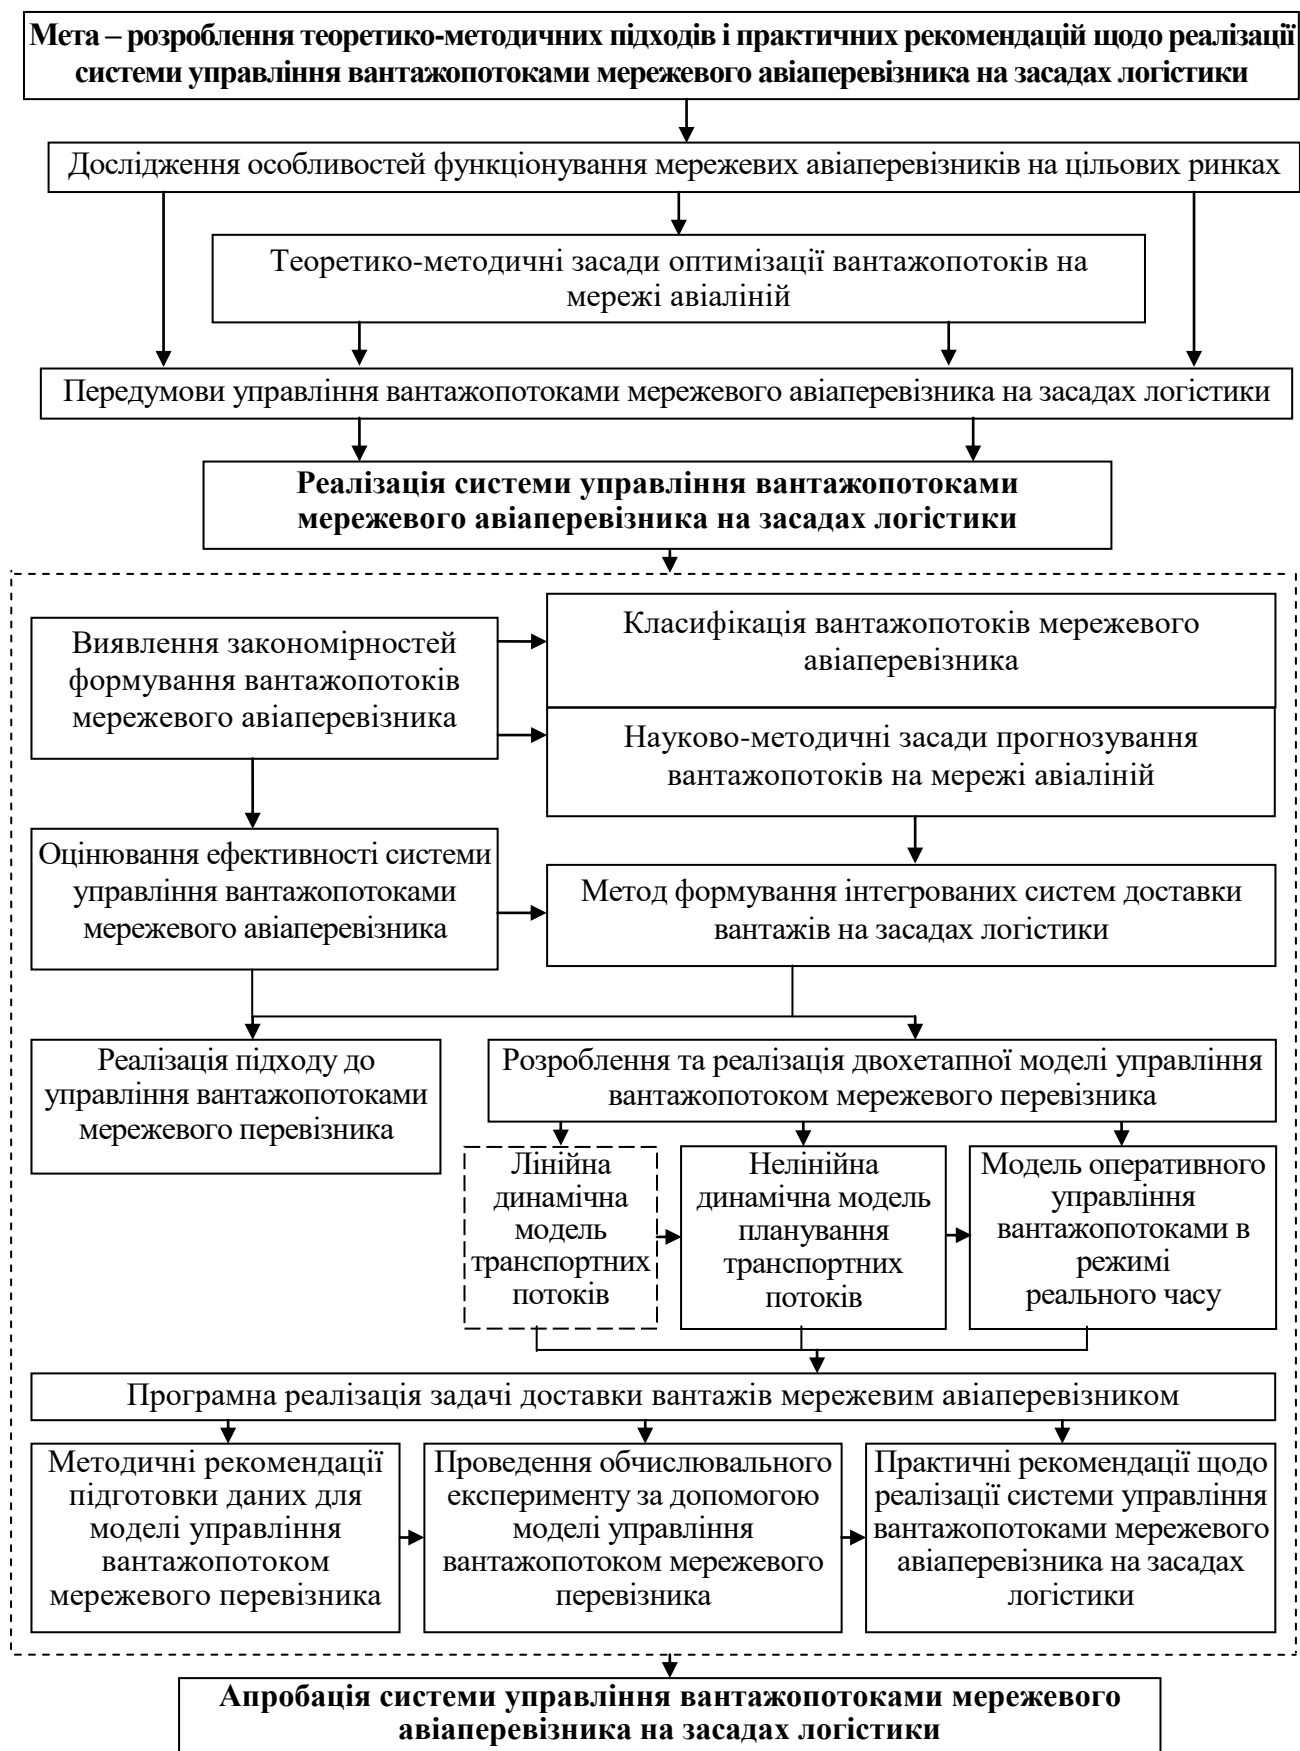 Мета – розроблення теоретико-методичних підходів і практичних рекомендацій щодо реалізації
системи управління вантажопотоками мережевого авіаперевізника на засадах логістики
Дослідження особливостей функціонування мережевих авіаперевізників на цільових ринках
Теоретико-методичні засади оптимізації вантажопотоків на
мережі авіаліній
Передумови управління вантажопотоками мережевого авіаперевізника на засадах логістики
Реалізація системи управління вантажопотоками
мережевого авіаперевізника на засадах логістики
Виявлення закономірностей
формування вантажопотоків
мережевого авіаперевізника
Класифікація вантажопотоків мережевого
авіаперевізника
Науково-методичні засади прогнозування
вантажопотоків на мережі авіаліній
Оцінювання ефективності системи
управління вантажопотоками
мережевого авіаперевізника
Метод формування інтегрованих систем доставки
вантажів на засадах логістики
Реалізація підходу до
управління вантажопотоками
мережевого перевізника
Розроблення та реалізація двохетапної моделі управління
вантажопотоком мережевого перевізника
Лінійна
динамічна
модель
транспортних
потоків
Нелінійна
динамічна модель
планування
транспортних
потоків
Модель оперативного
управління
вантажопотоками в
режимі
реального часу
Програмна реалізація задачі доставки вантажів мережевим авіаперевізником
Методичні рекомендації
підготовки даних для
моделі управління
вантажопотоком
мережевого перевізника
Проведення обчислювального
експерименту за допомогою
моделі управління
вантажопотоком мережевого
перевізника
Практичні рекомендації щодо
реалізації системи управління
вантажопотоками мережевого
авіаперевізника на засадах
логістики
Апробація системи управління вантажопотоками мережевого
авіаперевізника на засадах логістики